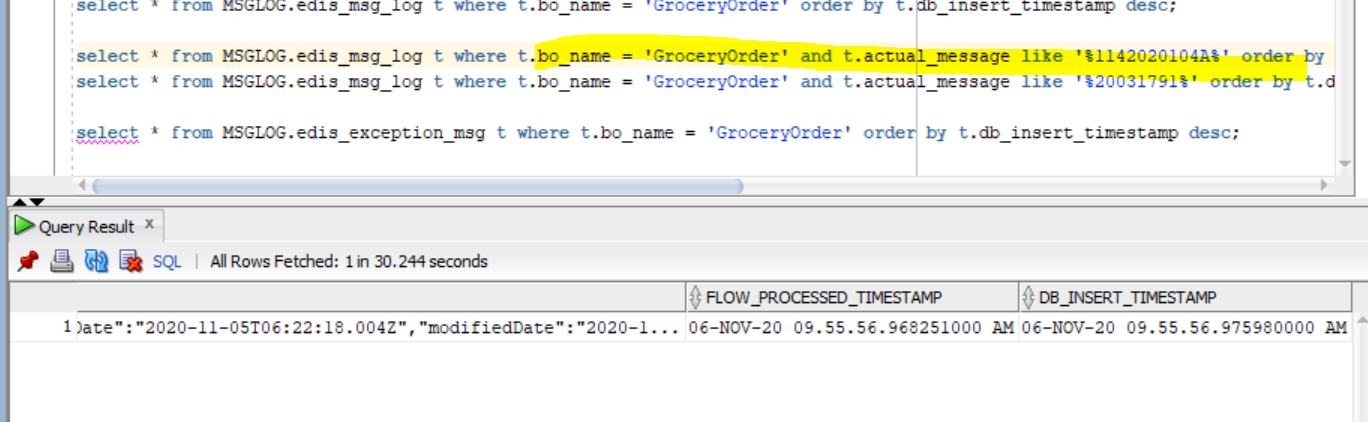 select * from MSGLOG.edis_msg_log t where t.bo_name = 'GroceryOrder' order by t.db_insert_timestamp desc;
select * from MSGLOG.edis_msg_log t where t.bo_name = 'GroceryOrder' and t.actual_message like '%1142020104A%' order by
select * from MSGLOG.edis_msg_log t where t.bo_name = 'GroceryOrder' and t.actual_message like '%20031791%' order by t.d
select * from MSGLOG.edis_exception_msg t where t.bo_name = 'GroceryOrder' order by t.db_insert_timestamp desc;
Query Result x
SQL | All Rows Fetched: 1 in 30.244 seconds
FLOW_PROCESSED_TIMESTAMP DB_INSERT_TIMESTAMP
1 Date":"2020-11-05T06:22:18.004Z","modifiedDate":"2020-1... 06-NOV-20 09.55.56.968251000 AM 06-NOV-20 09.55.56.975980000 AM